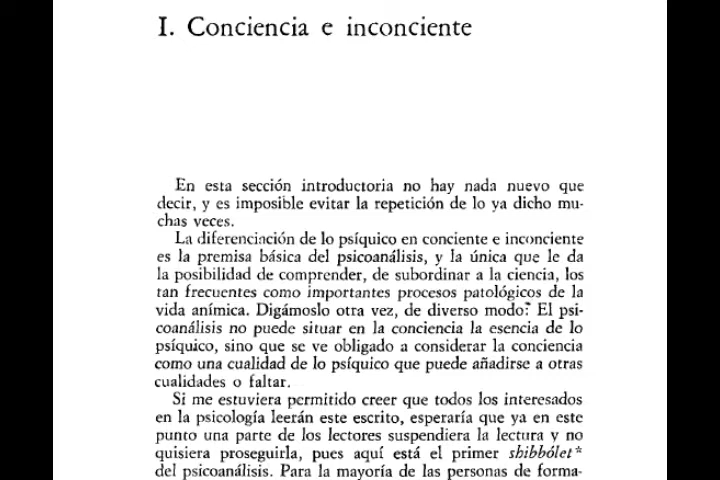 I. Conciencia e inconciente
En esta sección introductoria no hay nada nuevo que
decir, y es imposible evitar la repetición de lo ya dicho mu-
chas veces.
La diferenciación de lo psíquico en conciente e inconciente
es la premisa básica del psicoanálisis, y la única que le da
la posibilidad de comprender, de subordinar a la ciencia, los
tan frecuentes como importantes procesos patológicos de la
vida anímica. Digámoslo otra vez, de diverso modo: El psi-
coanálisis no puede situar en la conciencia la esencia de lo
psíquico, sino que se ve obligado a considerar la conciencia
como una cualidad de lo psíquico que puede añadirse a otras
cualidades o faltar.
Si me estuviera permitido creer que todos los interesados
en la psicología leerán este escrito, esperaría que ya en este
punto una parte de los lectores suspendiera la lectura y no
quisiera proseguirla, pues aquí está el primer shibbólet*
del psicoanálisis. Para la mayoría de las personas de forma-